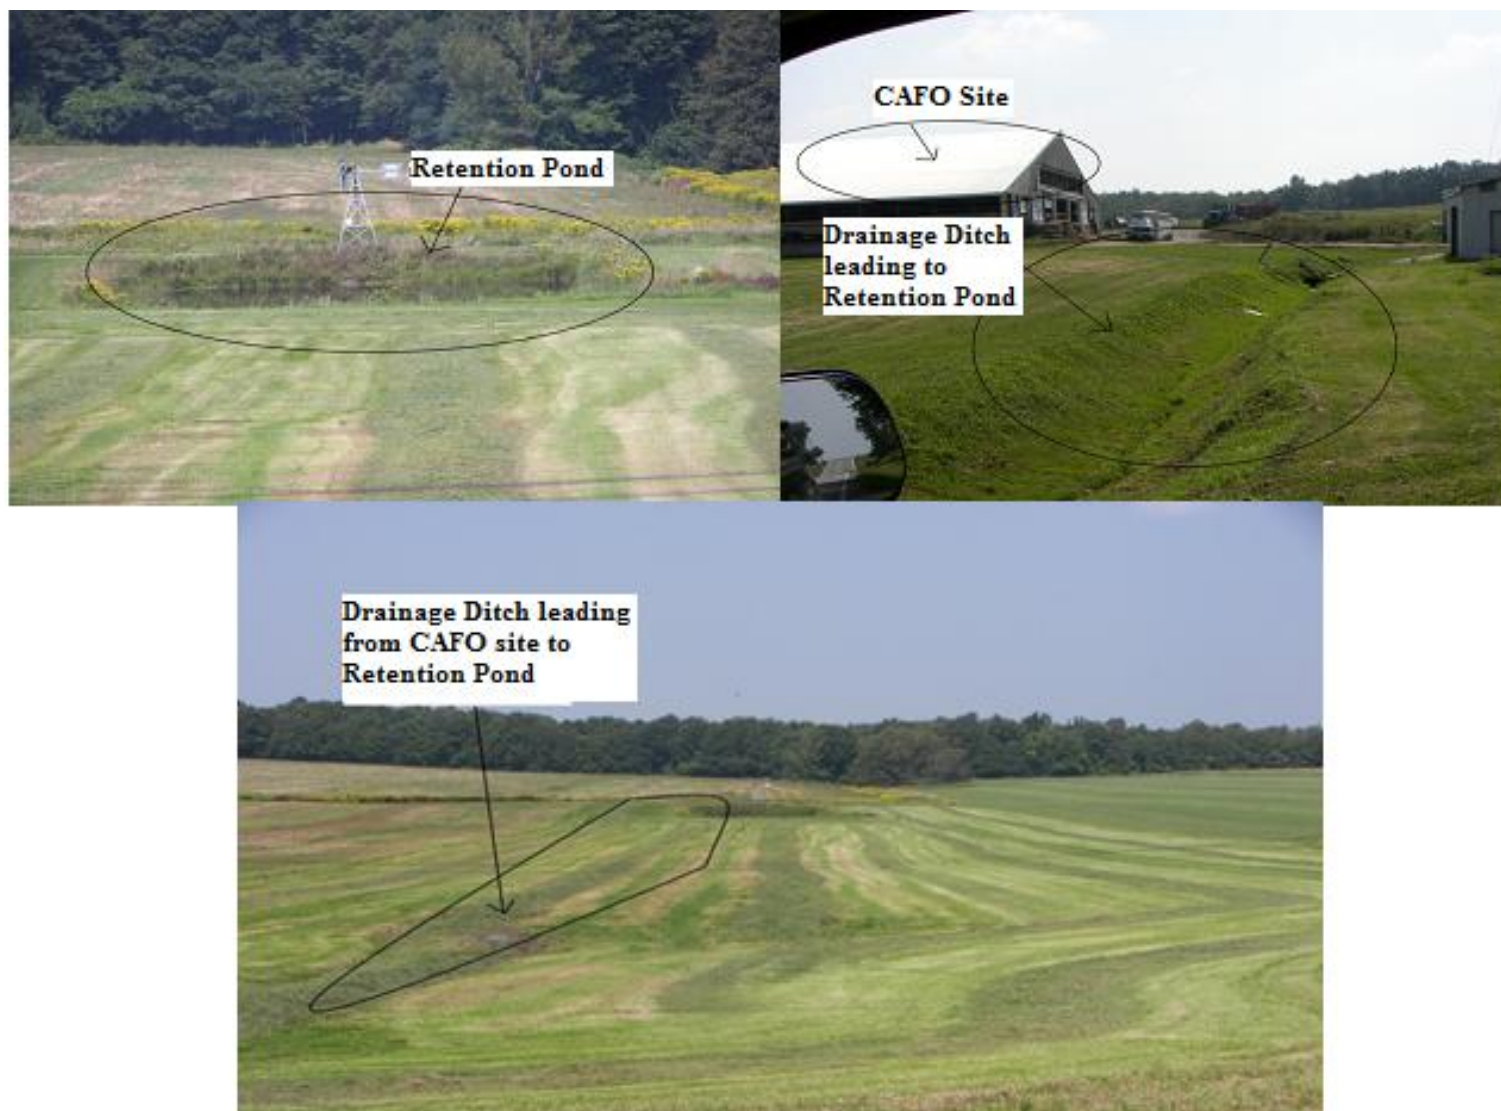 Retention Pond
CAFO Site
Drainage Ditch
leading to
Retention Pond
Drainage Ditch leading
from CAFO site to
Retention Pond